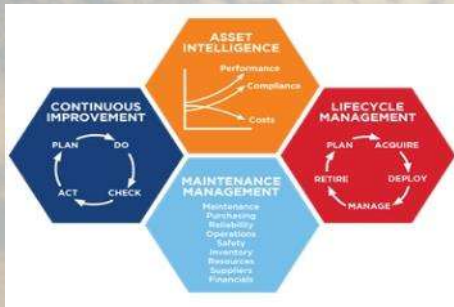 ASSET
INTELLIGENCE
Performance
Compliance
Costs
CONTINUOUS
IMPROVEMENT
PLAN
DO
ACT
CHECK
LIFECYCLE
MANAGEMENT
PLAN
ACQUIRE
RETIRE
DEPLOY
MANAGE
MAINTENANCE
MANAGEMENT
Maintenance
Purchasing
Reliability
Operations
Safety
Inventory
Resources
Suppliers
Financials